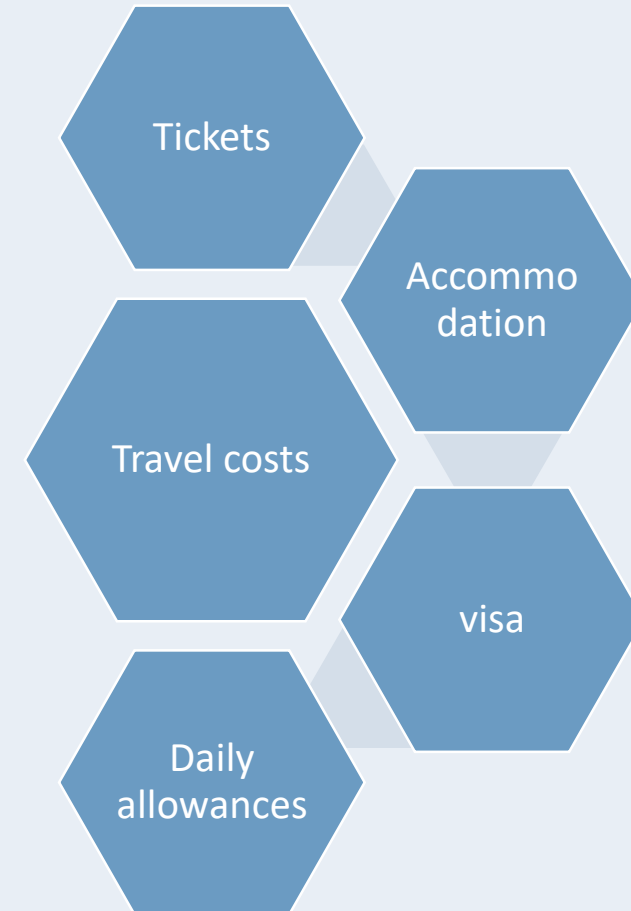 Tickets
Accommo
dation
Travel costs
visa
Daily
allowances